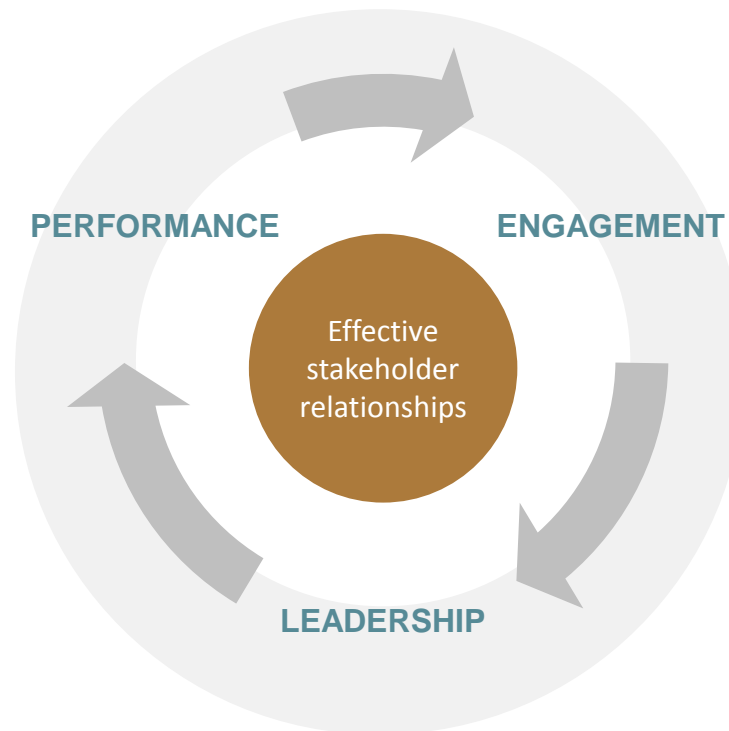 PERFORMANCE
ENGAGEMENT
Effective
stakeholder
relationships
LEADERSHIP